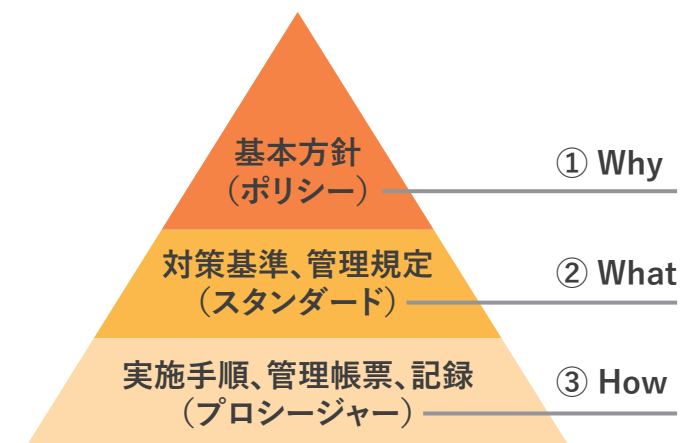 基本方針
（ポリシー）
① Why
対策基準、管理規定
（スタンダード）
② What
実施手順、管理帳票、記録
（プロシージャー）
③ How